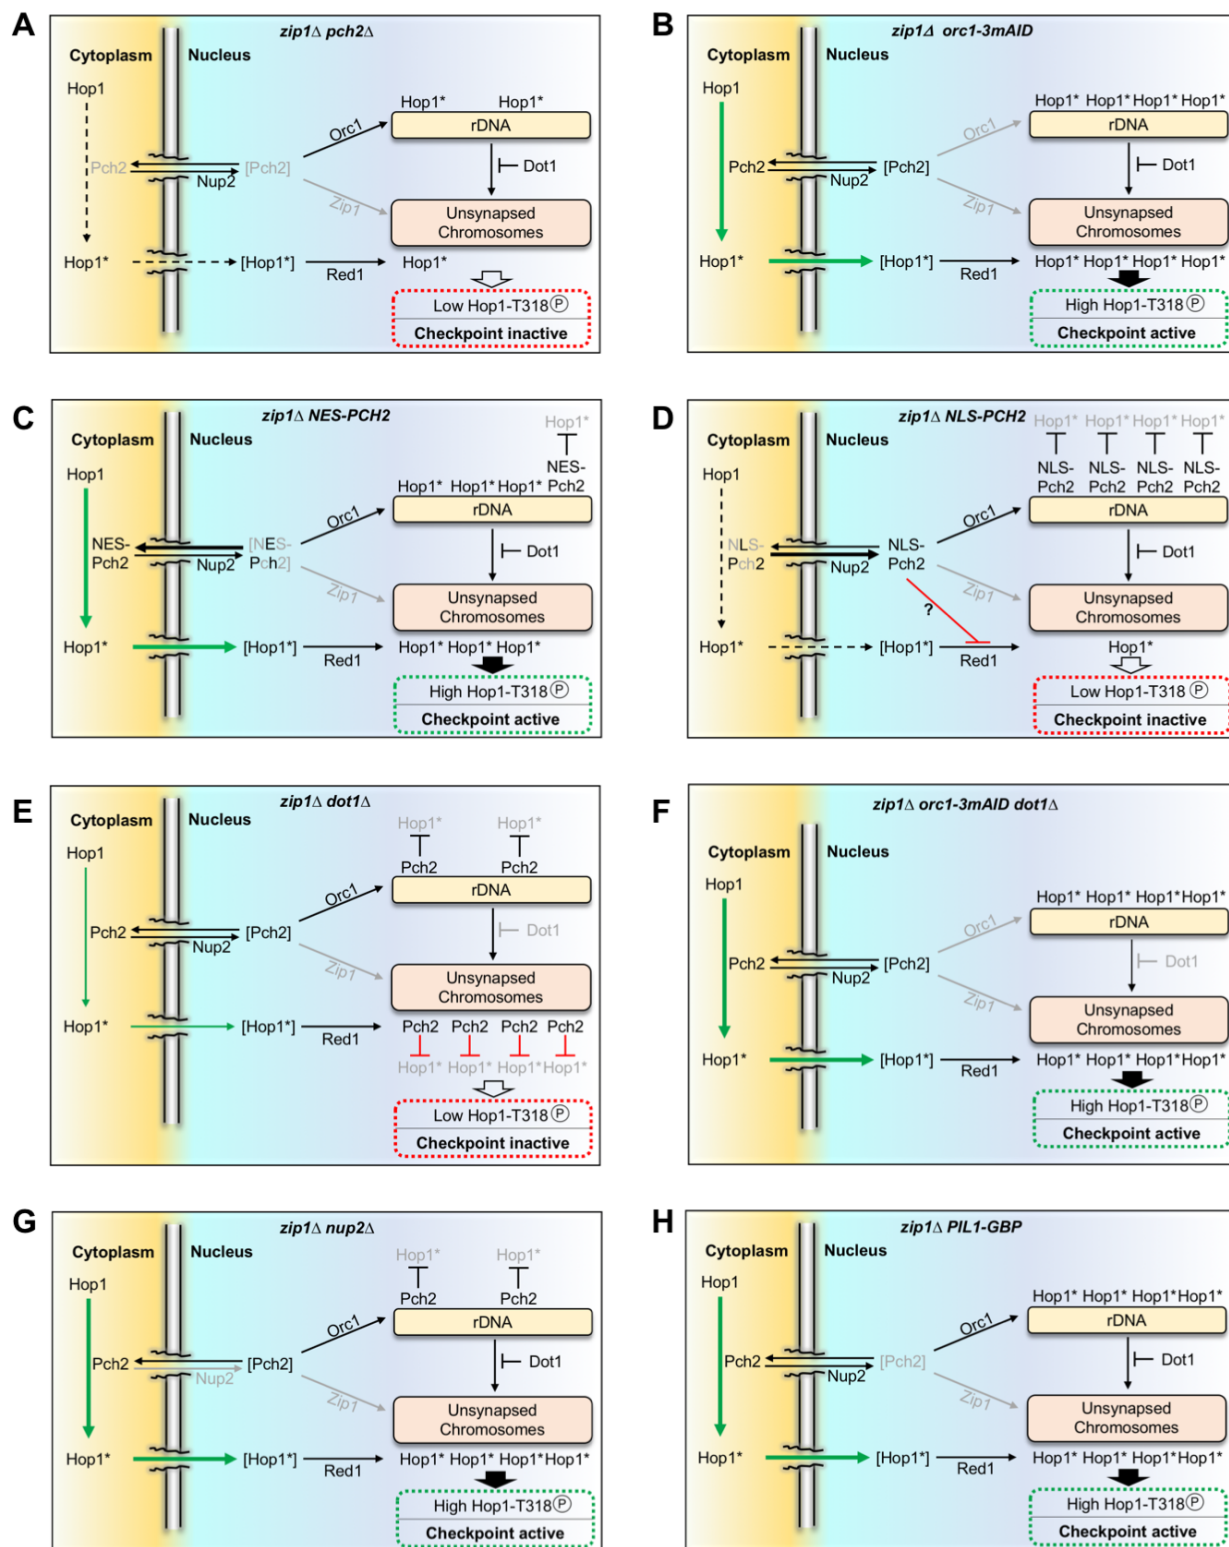 A
zip1Δ pch2Δ
Cytoplasm Nucleus
Hop1
Hop1* Hop1*
rDNA
Orc1
Pch2 [Pch2]
Nup2
Dot1
Zip1
Unsynapsed
Chromosomes
Hop1* [Hop1*] Hop1*
Red1
Low Hop1-T318 P
Checkpoint inactive
B
zip1Δ orc1-3mAID
Cytoplasm Nucleus
Hop1
Hop1* Hop1* Hop1* Hop1*
rDNA
Orc1
Pch2 [Pch2]
Nup2
Dot1
Zip1
Unsynapsed
Chromosomes
Hop1* [Hop1*] Hop1* Hop1* Hop1* Hop1*
Red1
High Hop1-T318 P
Checkpoint active
C
zip1Δ NES-PCH2
Cytoplasm Nucleus
Hop1*
Hop1
NES-
Pch2
Hop1* Hop1* Hop1*
rDNA
Orc1
NES-
Pch2
[NES-
Pch2]
Nup2
Dot1
Zip1
Unsynapsed
Chromosomes
Hop1* [Hop1*] Hop1* Hop1* Hop1*
Red1
High Hop1-T318 P
Checkpoint active
D
zip1Δ NLS-PCH2
Cytoplasm Nucleus
Hop1* Hop1* Hop1* Hop1*
Hop1
NLS- NLS- NLS- NLS-
Pch2 Pch2 Pch2 Pch2
rDNA
Orc1
NLS-
Pch2
NLS-
Pch2
Nup2
Dot1
Zip1
?
Unsynapsed
Chromosomes
Hop1* [Hop1*] Hop1*
Red1
Low Hop1-T318 P
Checkpoint inactive
E
zip1Δ dot1Δ
Cytoplasm Nucleus
Hop1* Hop1*
Hop1
Pch2 Pch2
rDNA
Orc1
Pch2 [Pch2]
Nup2
Dot1
Zip1
Unsynapsed
Chromosomes
Hop1* [Hop1*] Pch2 Pch2 Pch2 Pch2
Red1
Hop1* Hop1* Hop1* Hop1*
Low Hop1-T318 P
Checkpoint inactive
F
zip1Δ orc1-3mAID dot1Δ
Cytoplasm Nucleus
Hop1
Hop1* Hop1* Hop1* Hop1*
rDNA
Orc1
Pch2 [Pch2]
Nup2
Dot1
Zip1
Unsynapsed
Chromosomes
Hop1* [Hop1*] Hop1* Hop1* Hop1* Hop1*
Red1
High Hop1-T318 P
Checkpoint active
G
zip1Δ nup2Δ
Cytoplasm Nucleus
Hop1* Hop1*
Hop1
Pch2 Pch2
rDNA
Orc1
Pch2 [Pch2]
Nup2
Dot1
Zip1
Unsynapsed
Chromosomes
Hop1* [Hop1*] Hop1* Hop1* Hop1* Hop1*
Red1
High Hop1-T318 P
Checkpoint active
H
zip1Δ PIL1-GBP
Cytoplasm Nucleus
Hop1
Hop1* Hop1* Hop1* Hop1*
rDNA
Orc1
Pch2 [Pch2]
Nup2
Dot1
Zip1
Unsynapsed
Chromosomes
Hop1* [Hop1*] Hop1* Hop1* Hop1* Hop1*
Red1
High Hop1-T318 P
Checkpoint active